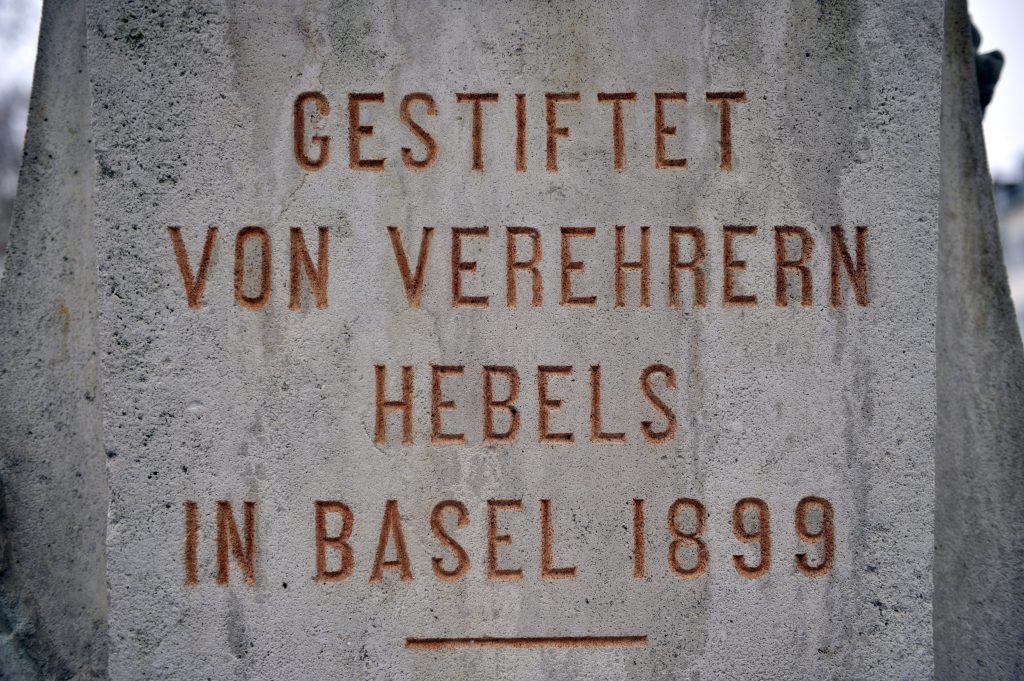 GESTIFTET
VON VEREHRERN
HEBELS
IN BASEL 1899